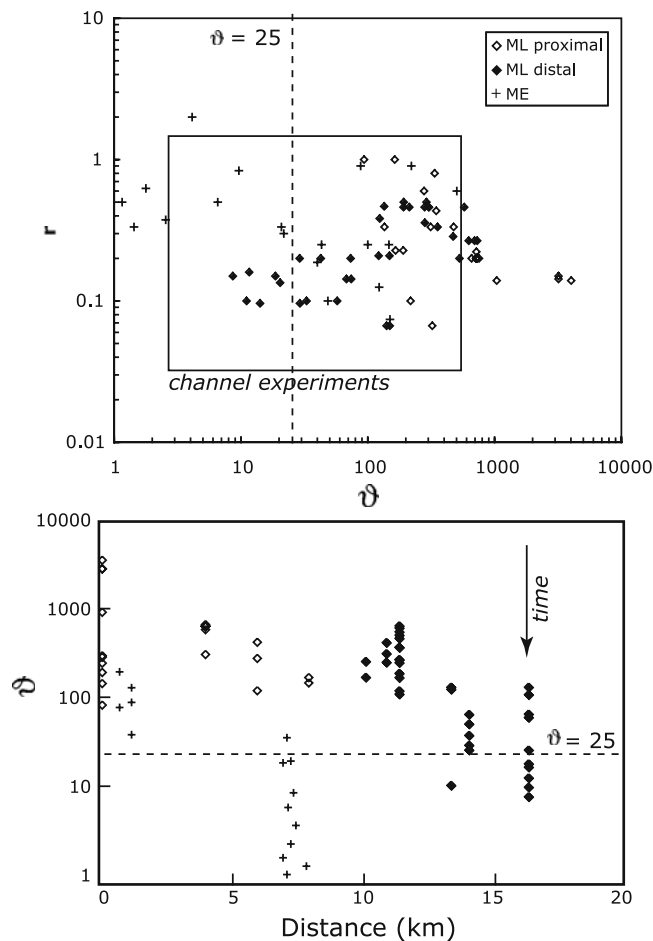 10
ϑ = 25
ML proximal
ML distal
ME
1
r
0.1
channel experiments
0.01
1
10
100
1000
10000
ϑ
10000
1000
time
ϑ
100
ϑ = 25
10
1
0
5
10
15
20
Distance (km)